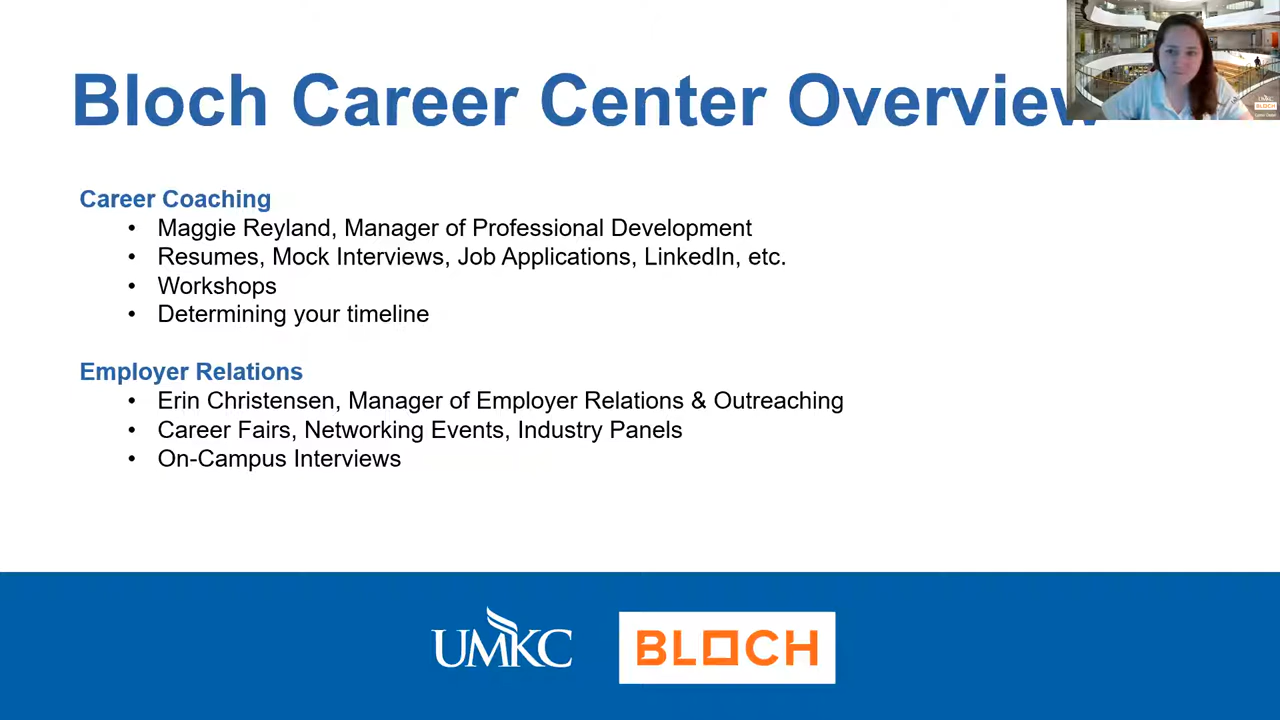 Bloch Career Center Overview
Career Coaching
• Maggie Reyland, Manager of Professional Development
• Resumes, Mock Interviews, Job Applications, LinkedIn, etc.
• Workshops
• Determining your timeline
Employer Relations
• Erin Christensen, Manager of Employer Relations & Outreaching
• Career Fairs, Networking Events, Industry Panels
• On-Campus Interviews
UMKC
BLOCH
UMKC
BLOCH